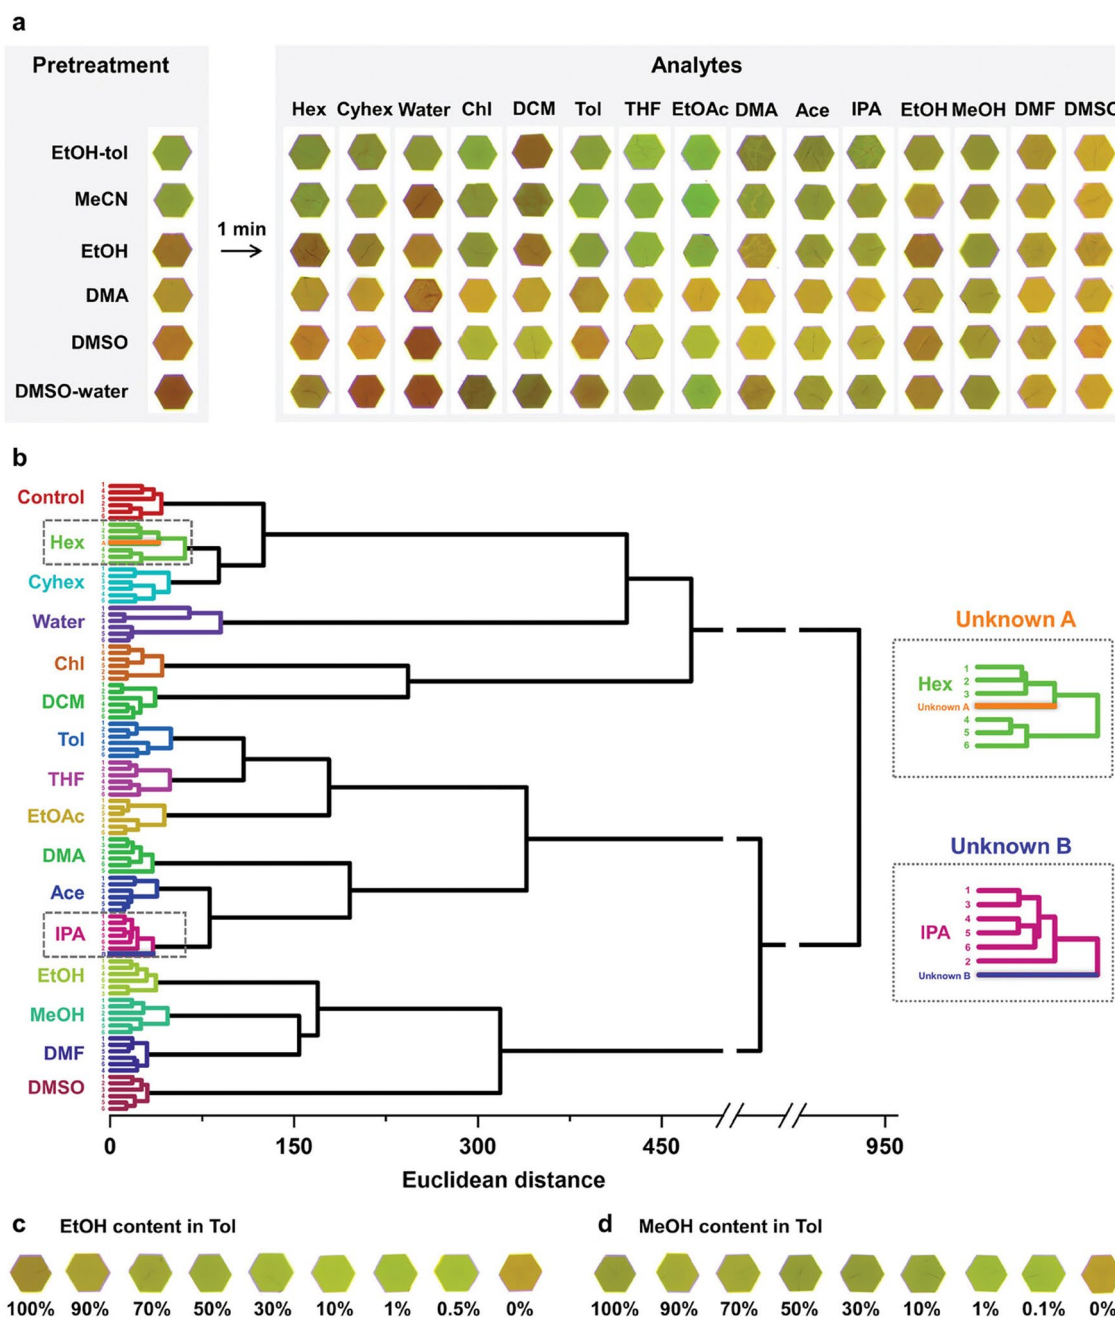 a
Pretreatment
Analytes
Hex Cyhex Water Chl DCM Tol THF EtOAc DMA Ace IPA EtOH MeOH DMF DMSO
EtOH-tol
MeCN
1 min
EtOH
DMA
DMSO
DMSO-water
b
Control
Hex
Cyhex
Water
Chl
DCM
Tol
THF
EtOAc
DMA
Ace
IPA
EtOH
MeOH
DMF
DMSO
0 150 300 450 950
Euclidean distance
Unknown A
Hex
1
2
3
Unknown A
4
5
6
Unknown B
IPA
1
3
4
5
6
2
Unknown B
c EtOH content in Tol
100% 90% 70% 50% 30% 10% 1% 0.5% 0%
d MeOH content in Tol
100% 90% 70% 50% 30% 10% 1% 0.1% 0%